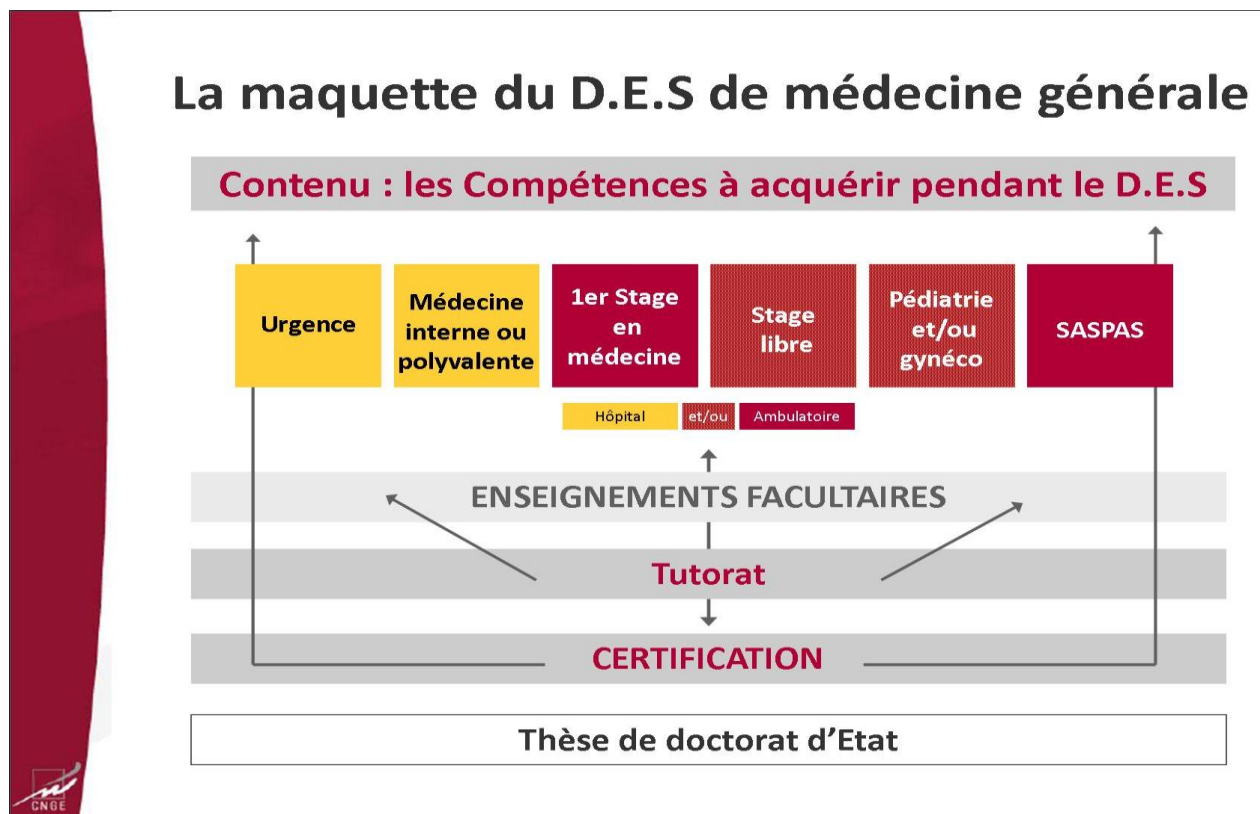 La maquette du D.E.S de médecine générale
Contenu : les Compétences à acquérir pendant le D.E.S
Urgence
Médecine
interne ou
polyvalente
1er Stage
en
médecine
Stage
libre
Pédiatrie
et/ou
gynéco
SASPAS
Hôpital
et/ou
Ambulatoire
ENSEIGNEMENTS FACULTAIRES
Tutorat
CERTIFICATION
Thèse de doctorat d’Etat
CNGE